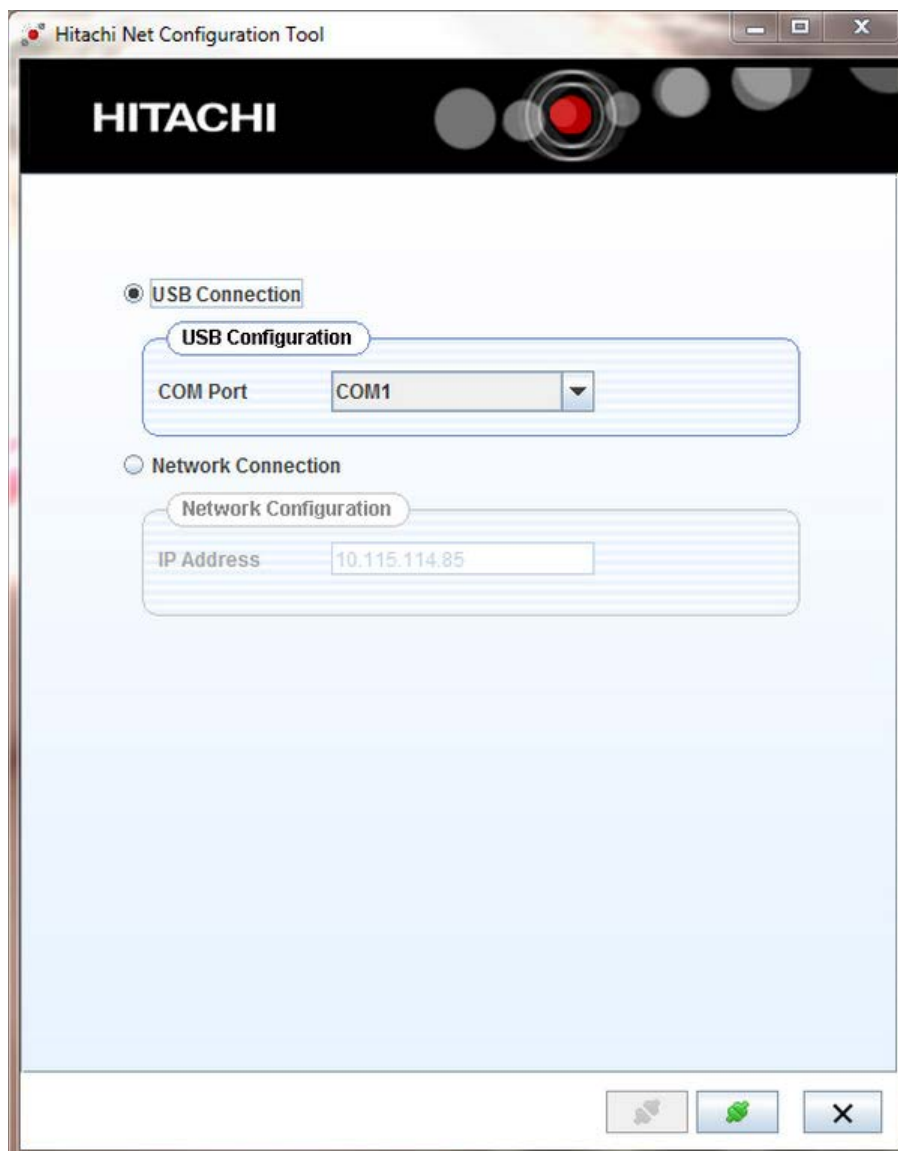 Hitachi Net Configuration Tool
HITACHI
USB Connection
USB Configuration
COM Port COM1
Network Connection
Network Configuration
IP Address 10.115.114.85